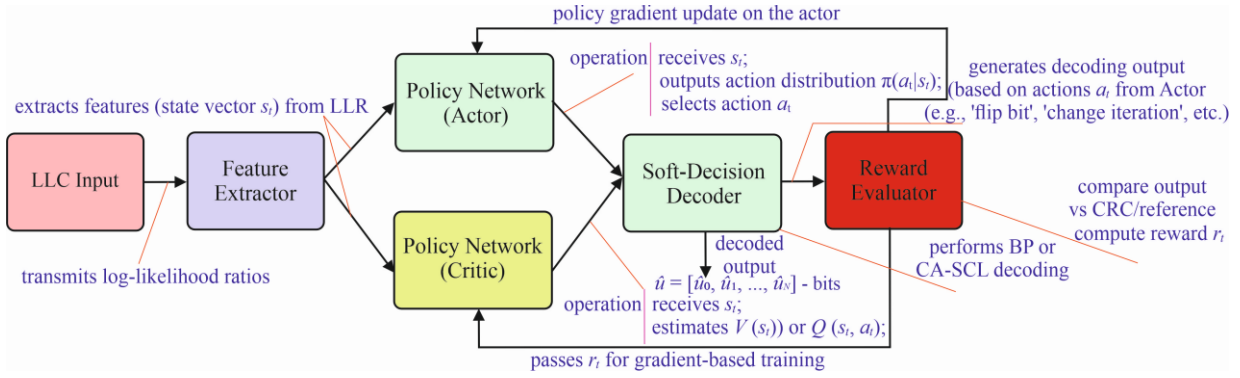 policy gradient update on the actor
operation
receives sₜ;
outputs action distribution π(aₜ|sₜ);
selects action aₜ
generates decoding output
(based on actions aₜ from Actor
(e.g., 'flip bit', 'change iteration', etc.)
extracts features (state vector sₜ) from LLR
Policy Network
(Actor)
LLC Input
Feature
Extractor
Soft-Decision
Decoder
Reward
Evaluator
compare output
vs CRC/reference
compute reward rₜ
Policy Network
(Critic)
decoded
output
performs BP or
CA-SCL decoding
transmits log-likelihood ratios
û = [û₀, û₁, ..., û_N] - bits
operation
receives sₜ;
estimates V (sₜ)) or Q (sₜ, aₜ);
passes rₜ for gradient-based training